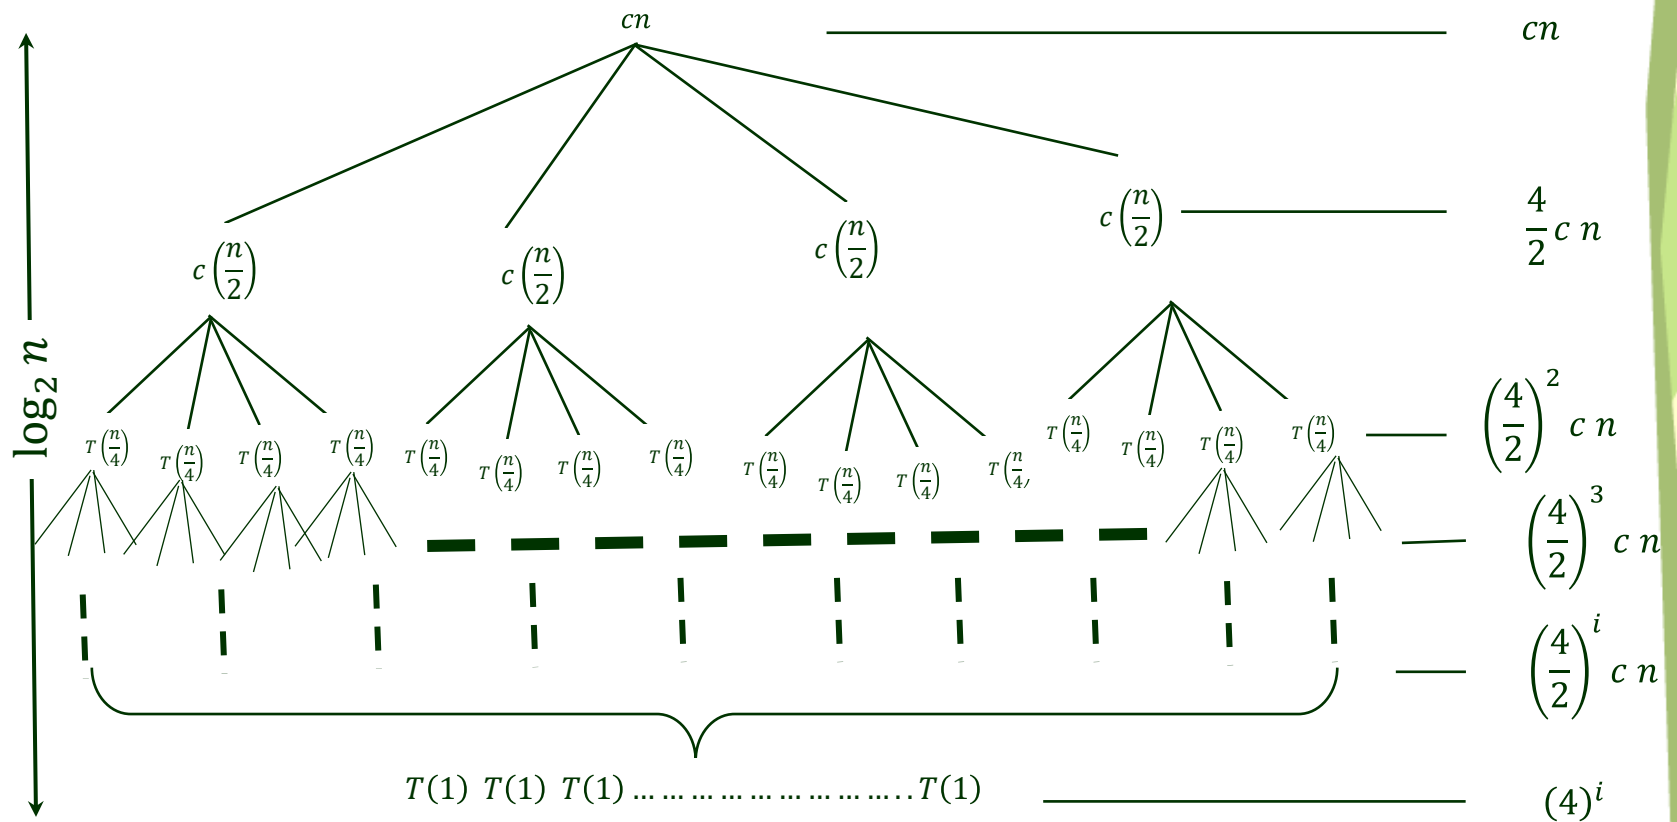 cn
cn
c(n/2) c(n/2) c(n/2) c(n/2)
4/2 c n
log₂ n
T(n/4) T(n/4) T(n/4) T(n/4) T(n/4) T(n/4) T(n/4) T(n/4) T(n/4) T(n/4) T(n/4) T(n/4 T(n/4) T(n/4) T(n/4) T(n/4)
(4/2)² c n
(4/2)³ c n
(4/2)ⁱ c n
T(1) T(1) T(1) … … … … … … … … . . T(1)
(4)ⁱ